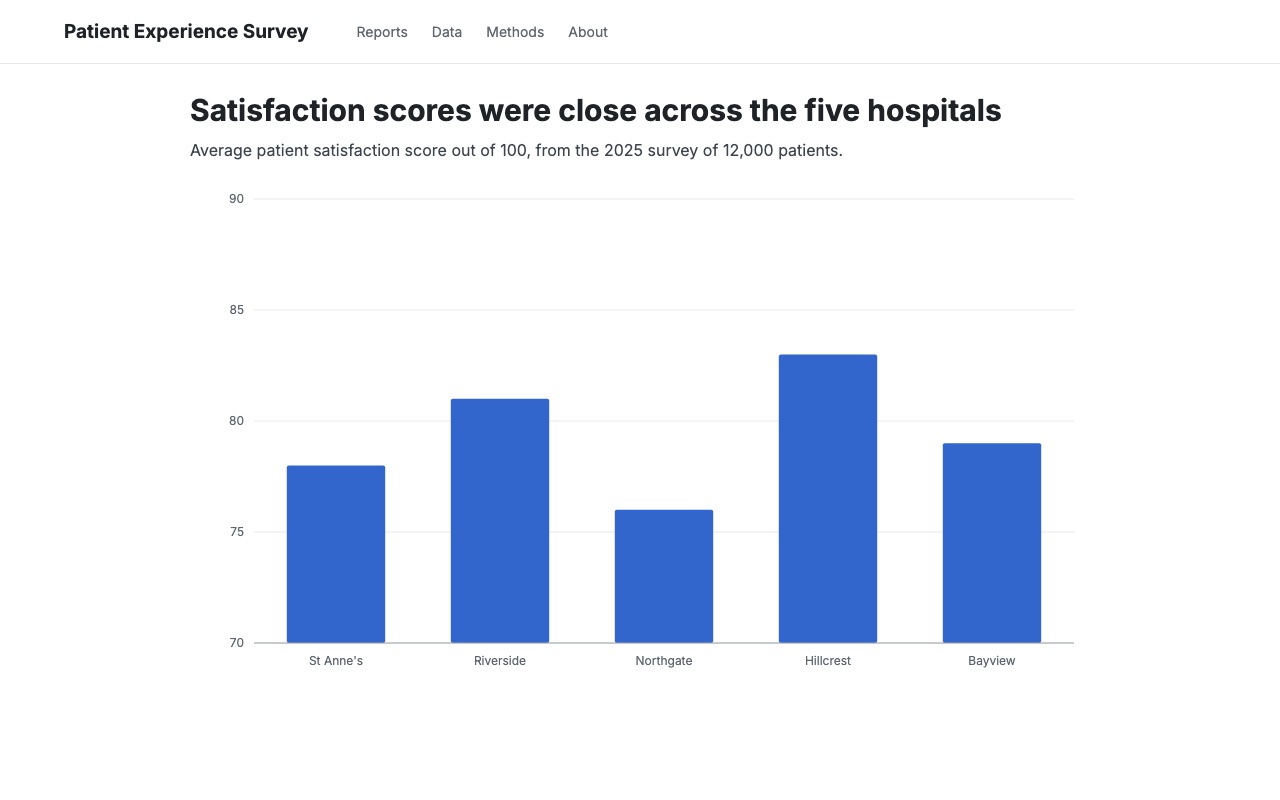 Patient Experience Survey
Reports Data Methods About
Satisfaction scores were close across the five hospitals
Average patient satisfaction score out of 100, from the 2025 survey of 12,000 patients.
90
85
80
75
70
St Anne's Riverside Northgate Hillcrest Bayview